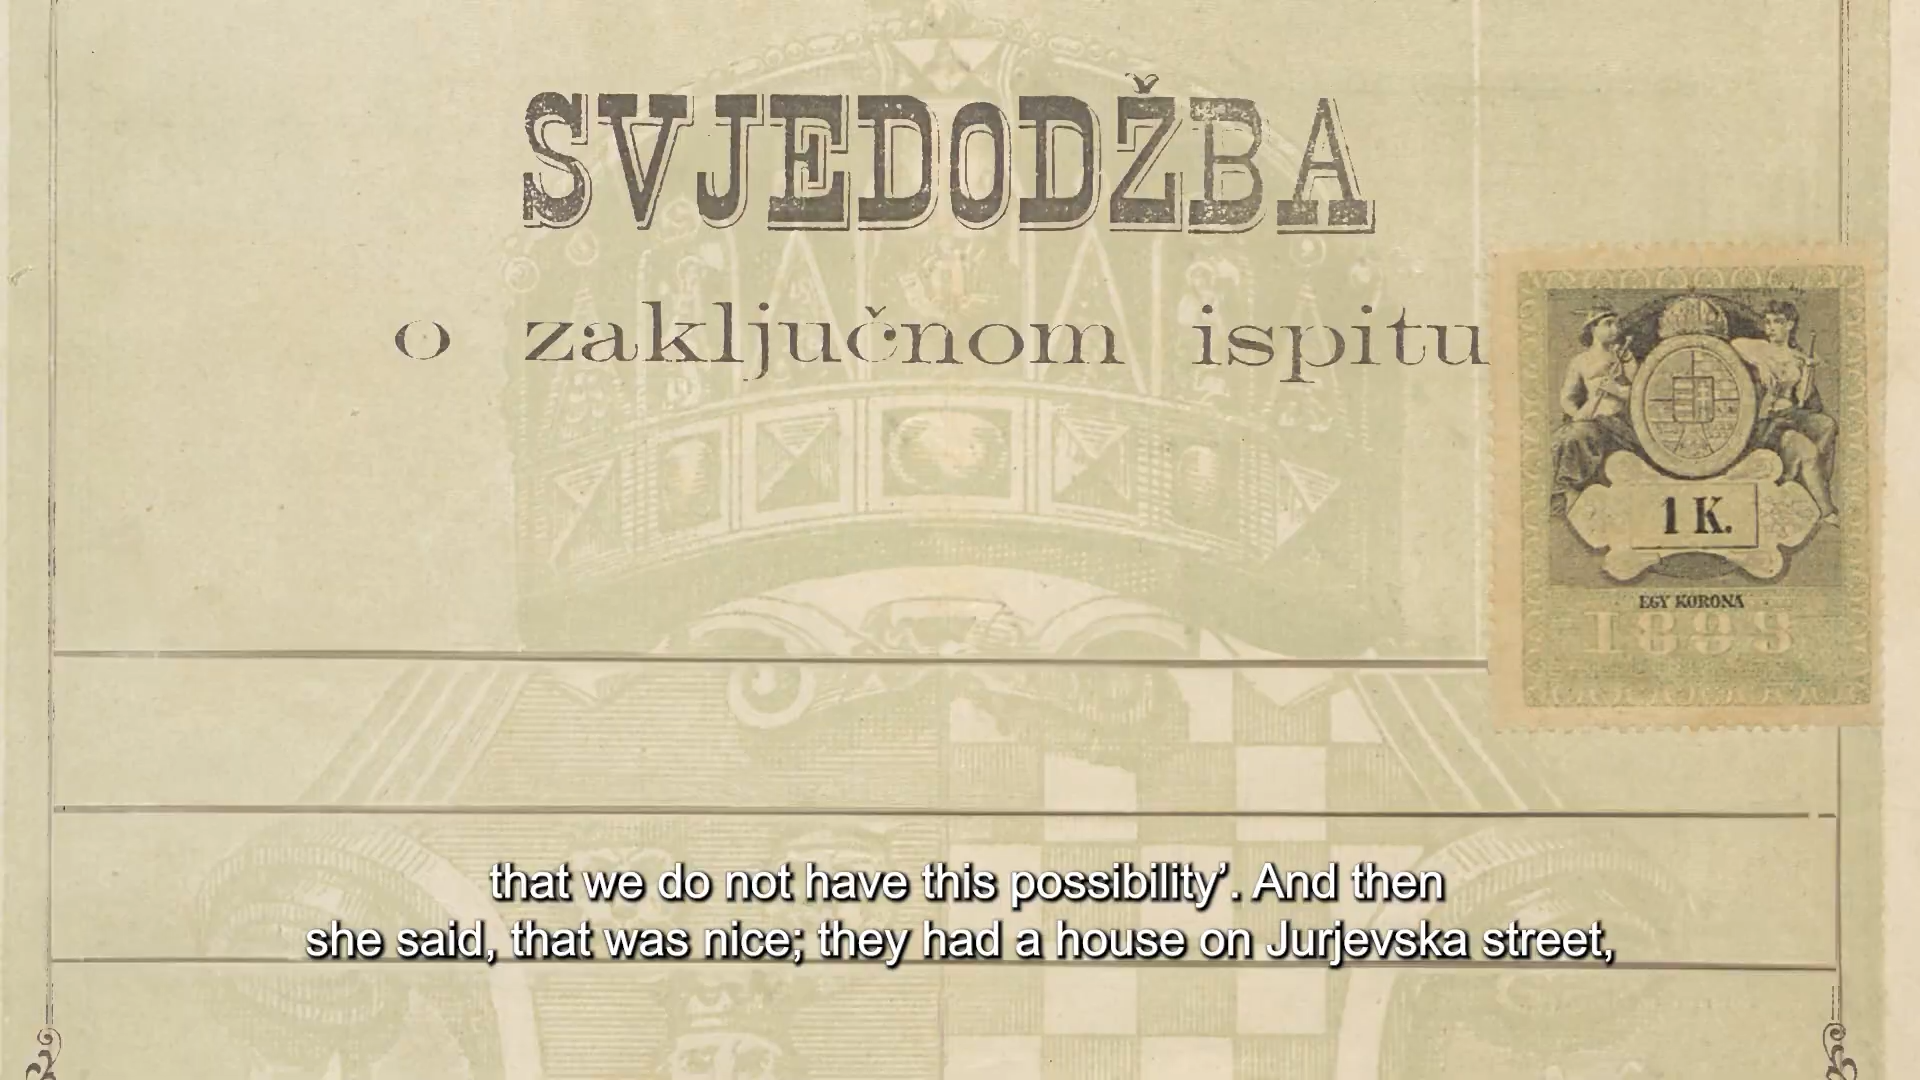 SVJEDODŽBA
o zaključnom ispitu
1 K.
EGY KORONA
1898
that we do not have this possibility’. And then
she said, that was nice; they had a house on Jurjevska street,